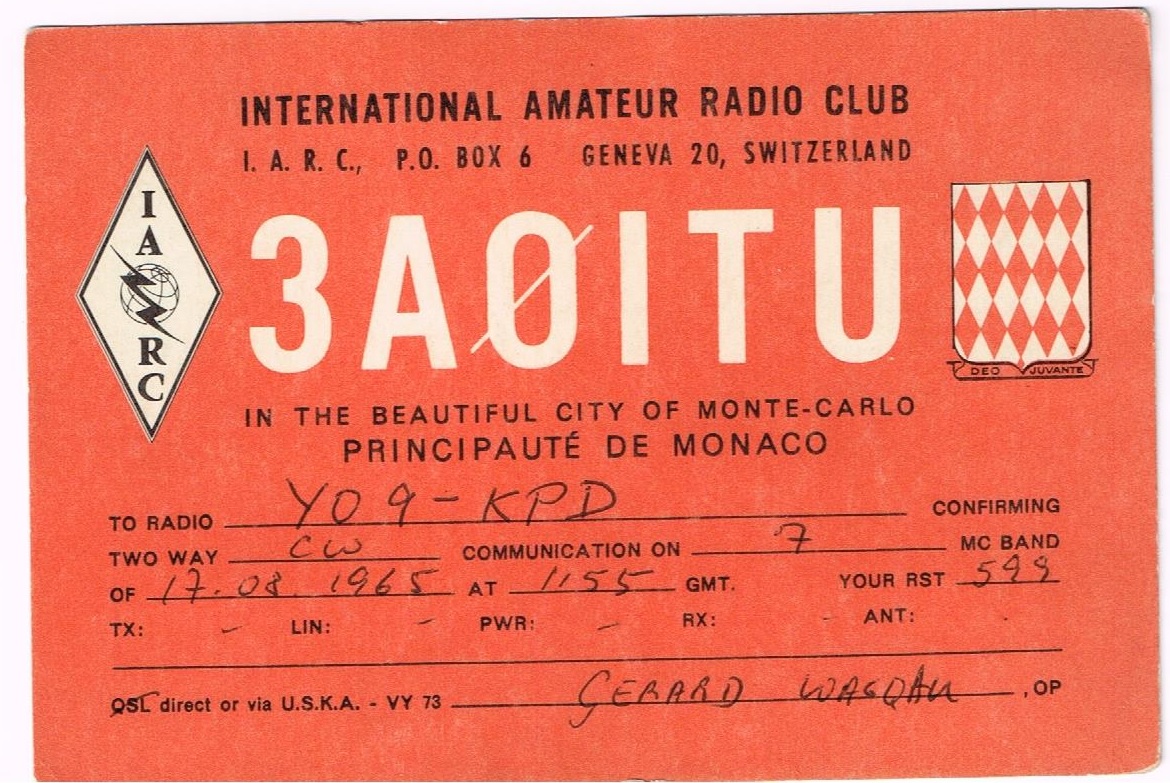 INTERNATIONAL AMATEUR RADIO CLUB
I. A. R. C., P.O. BOX 6 GENEVA 20, SWITZERLAND
I
A
R
C
3AØITU
DEO JUVANTE
IN THE BEAUTIFUL CITY OF MONTE-CARLO
PRINCIPAUTÉ DE MONACO
TO RADIO YO9-KPD CONFIRMING
TWO WAY CW COMMUNICATION ON 7 MC BAND
OF 17.08.1965 AT 1155 GMT. YOUR RST 599
TX: - LIN: - PWR: - RX: - ANT: -
QSL direct or via U.S.K.A. - VY 73 GERARD , OP